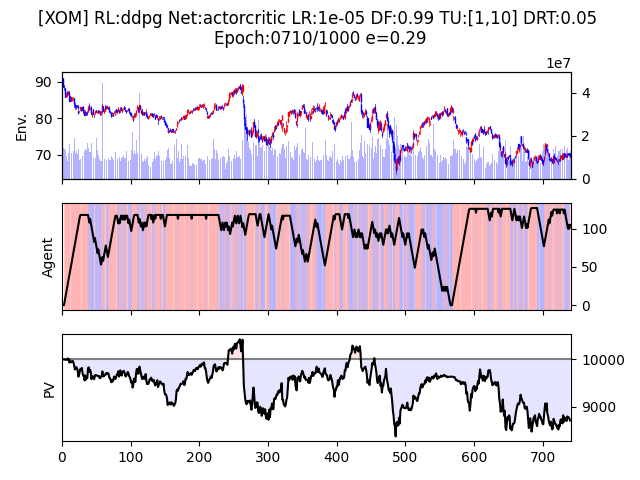 [XOM] RL:ddpg Net:actorcritic LR:1e-05 DF:0.99 TU:[1,10] DRT:0.05
Epoch:0710/1000 e=0.29
1e7
90
80
70
Env.
4
2
0
Agent
100
50
0
PV
10000
9000
0 100 200 300 400 500 600 700